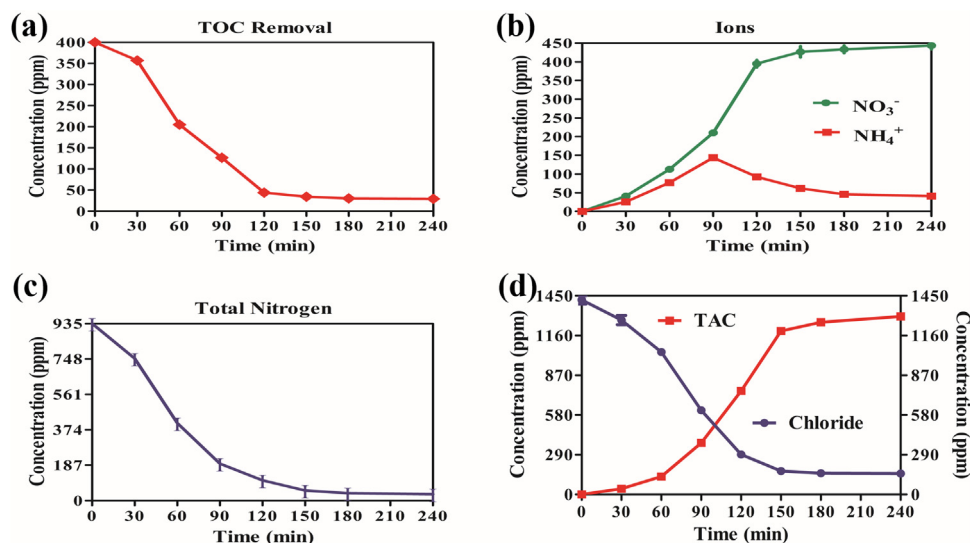 (a)
TOC Removal
Concentration (ppm)
400
350
300
250
200
150
100
50
0
0 30 60 90 120 150 180 210 240
Time (min)
(b)
Ions
Concentration (ppm)
450
400
350
300
250
200
150
100
50
0
NO₃⁻
NH₄⁺
0 30 60 90 120 150 180 210 240
Time (min)
(c)
Total Nitrogen
Concentration (ppm)
935
748
561
374
187
0
0 30 60 90 120 150 180 210 240
Time (min)
(d)
Concentration (ppm)
1450
1160
870
580
290
0
TAC
Chloride
1450
1160
870
580
290
0
Concentration (ppm)
0 30 60 90 120 150 180 210 240
Time (min)